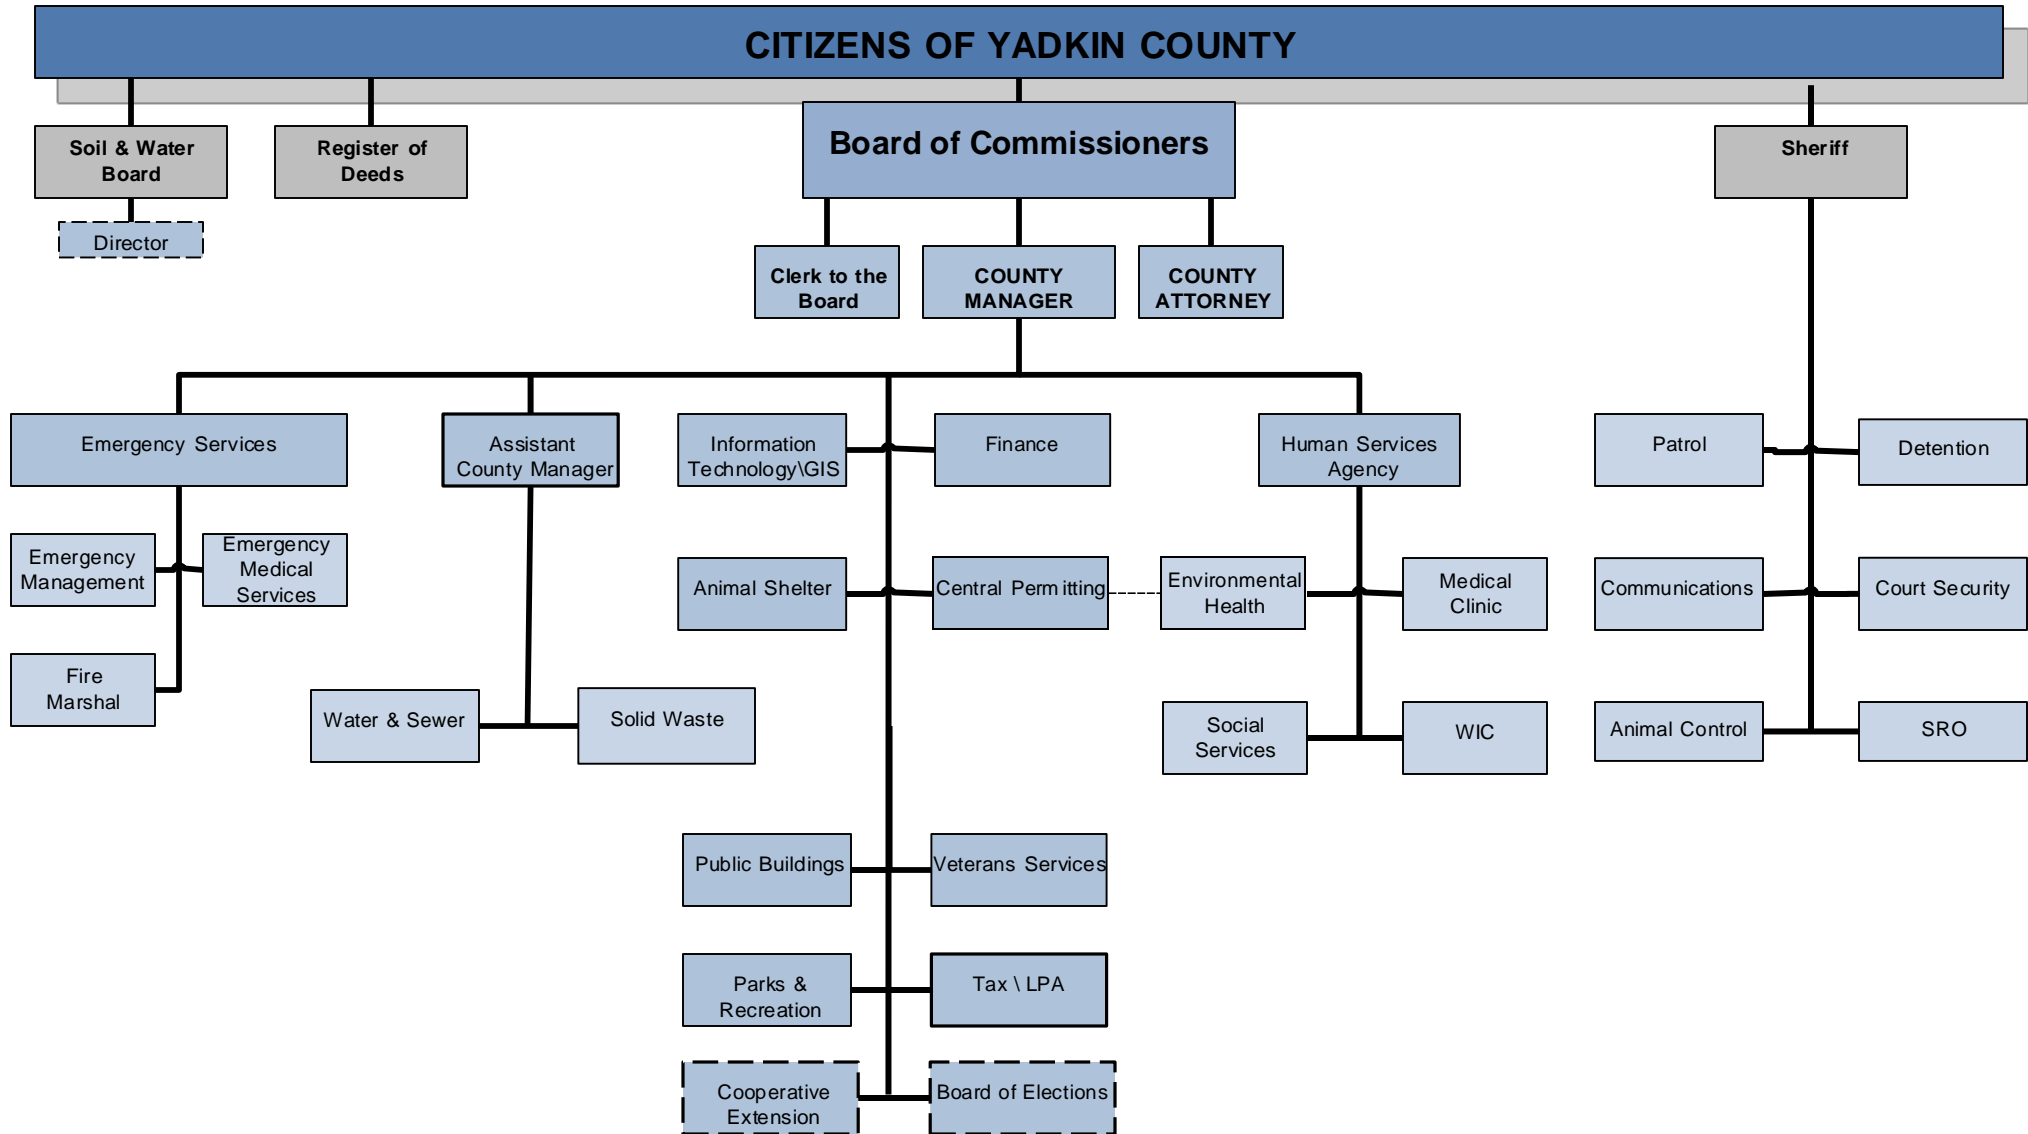 CITIZENS OF YADKIN COUNTY
Soil & Water
Board
Register of
Deeds
Board of Commissioners
Sheriff
Director
Clerk to the
Board
COUNTY
MANAGER
COUNTY
ATTORNEY
Emergency Services
Assistant
County Manager
Information
Technology\GIS
Finance
Human Services
Agency
Patrol
Detention
Emergency
Management
Emergency
Medical
Services
Animal Shelter
Central Permitting
Environmental
Health
Medical
Clinic
Communications
Court Security
Fire
Marshal
Water & Sewer
Solid Waste
Social
Services
WIC
Animal Control
SRO
Public Buildings
Veterans Services
Parks &
Recreation
Tax \ LPA
Cooperative
Extension
Board of Elections